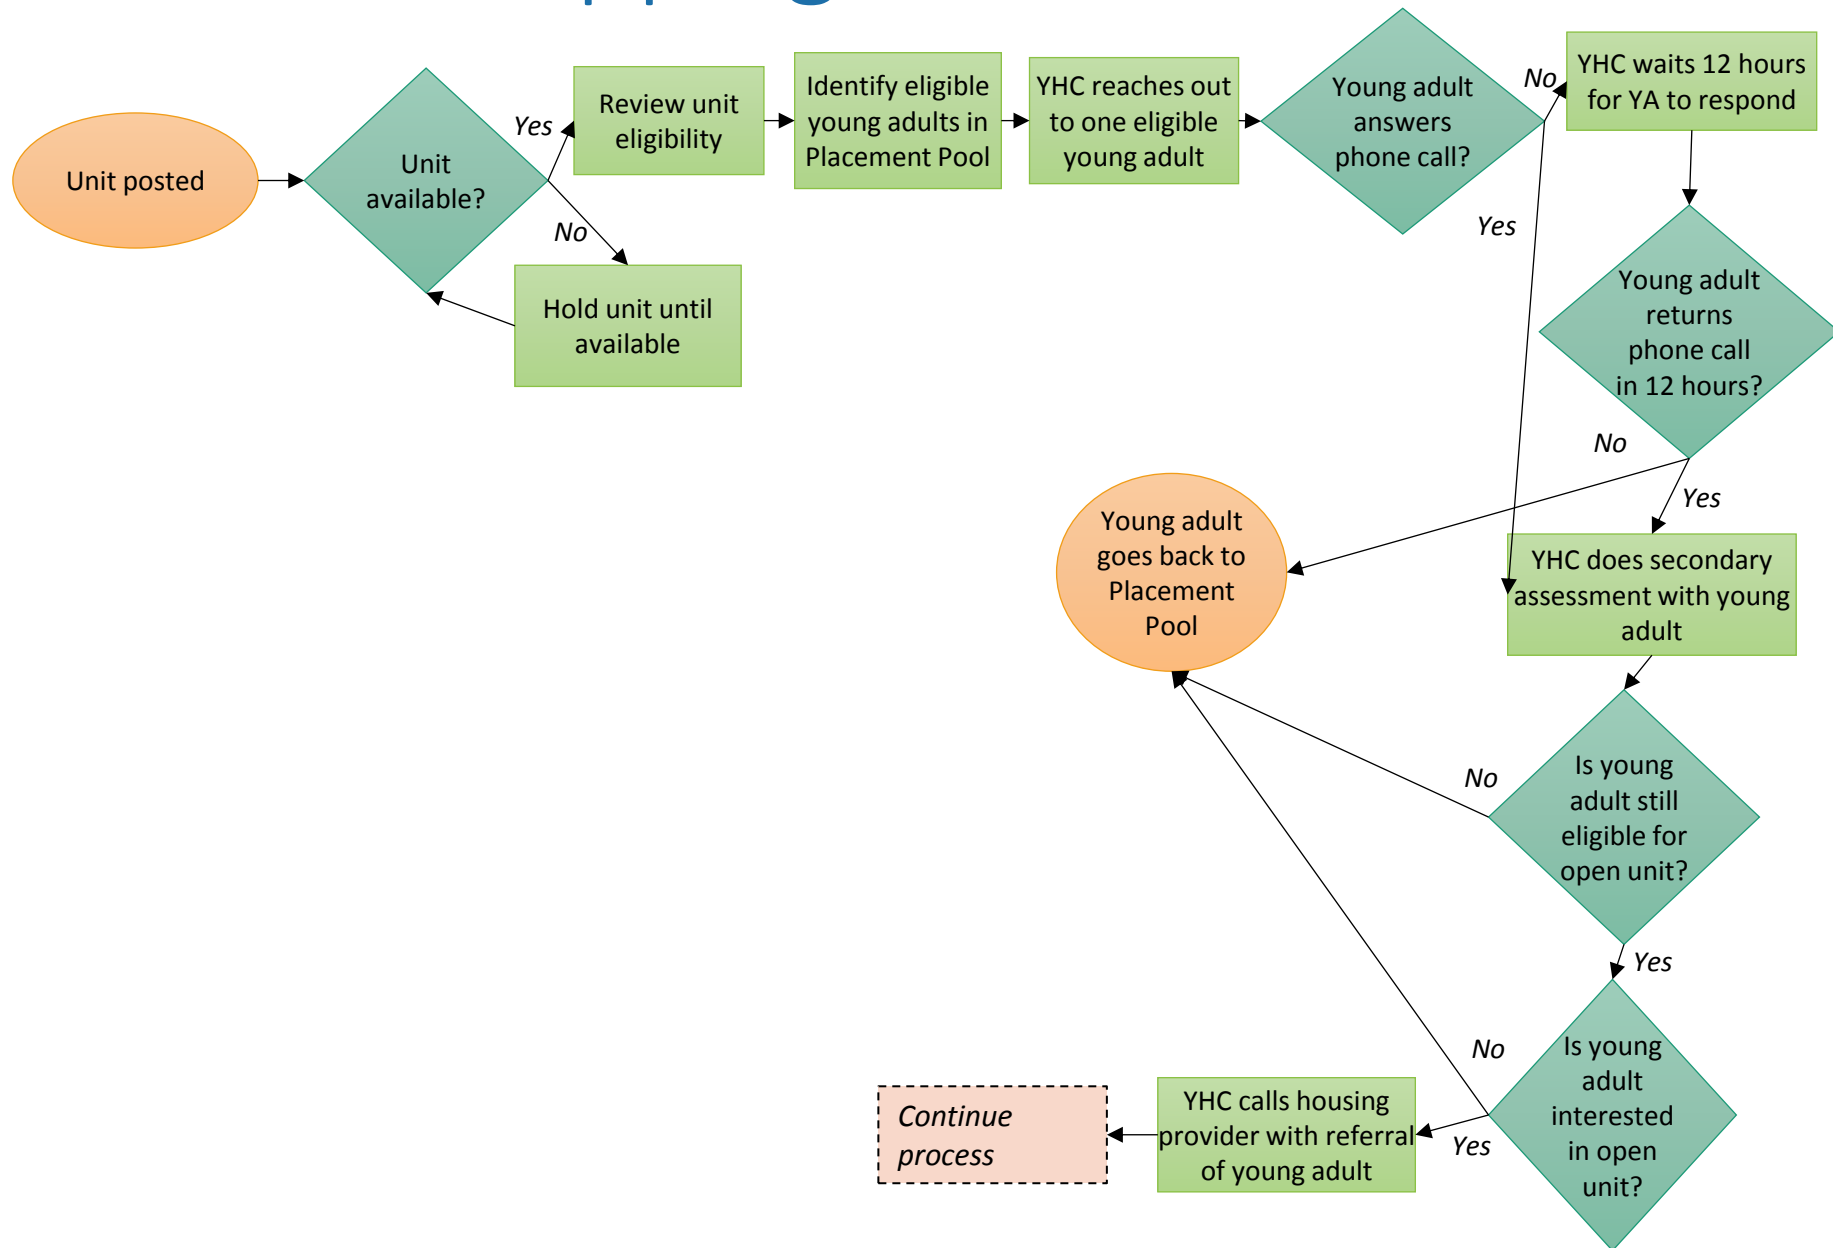 Unit posted
Unit
available?
Yes
No
Review unit
eligibility
Hold unit until
available
Identify eligible
young adults in
Placement Pool
YHC reaches out
to one eligible
young adult
Young adult
answers
phone call?
No
Yes
YHC waits 12 hours
for YA to respond
Young adult
returns
phone call
in 12 hours?
No
Yes
Young adult
goes back to
Placement
Pool
YHC does secondary
assessment with young
adult
Is young
adult still
eligible for
open unit?
No
Yes
Is young
adult
interested
in open
unit?
No
Yes
YHC calls housing
provider with referral
of young adult
Continue
process